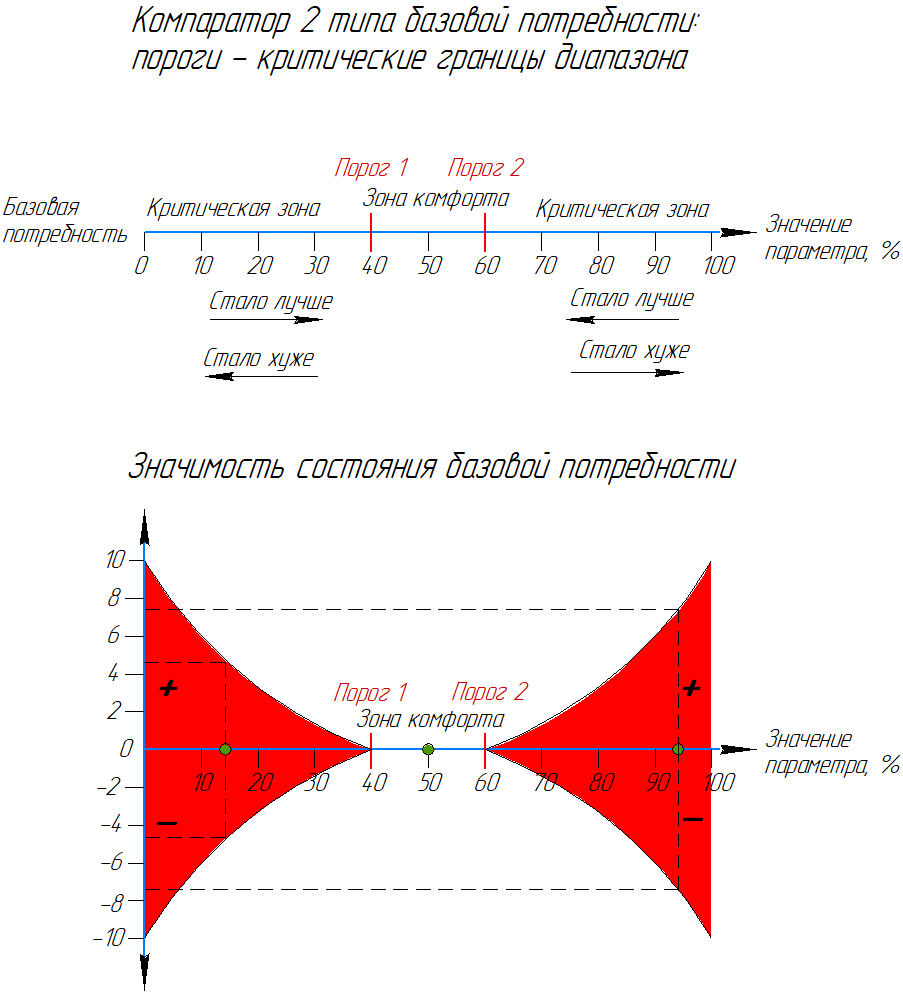 Компаратор 2 типа базовой потребности:
пороги – критические границы диапазона
Порог 1 Порог 2
Базовая
потребность
Критическая зона Зона комфорта Критическая зона
Значение
параметра, %
0 10 20 30 40 50 60 70 80 90 100
Стало лучше Стало лучше
Стало хуже Стало хуже
Значимость состояния базовой потребности
10
8
6
4
+ +
Порог 1 Порог 2
2
Зона комфорта
0
Значение
параметра, %
10 20 30 40 50 60 70 80 90 100
-2
-4
– –
-6
-8
-10